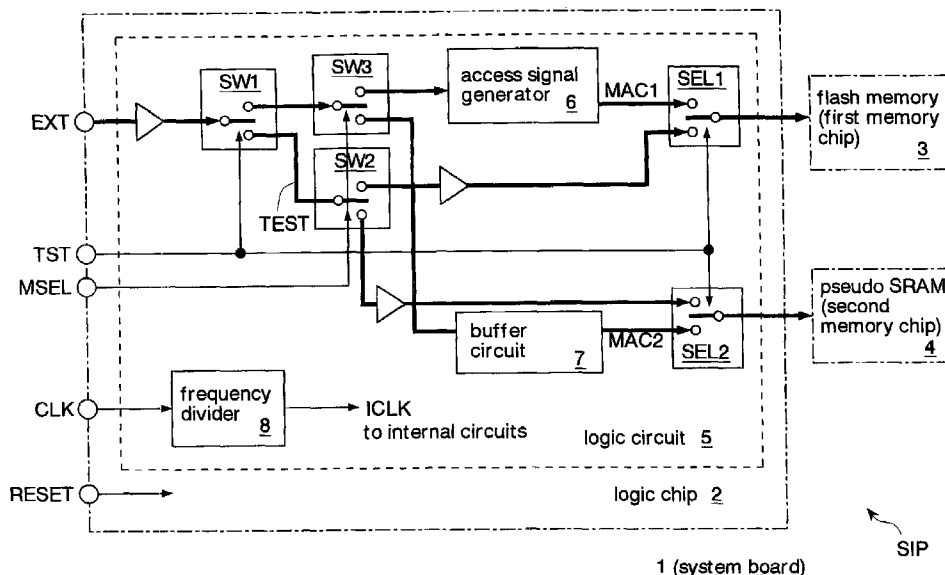 SW1
SW3
access signal
generator
6
MAC1
SEL1
flash memory
(first memory
chip)
3
EXT
SW2
TEST
TST
MSEL
pseudo SRAM
(second
memory chip)
4
buffer
circuit
7
MAC2
SEL2
CLK
frequency
divider
8
ICLK
to internal circuits
logic circuit 5
RESET
logic chip 2
SIP
1 (system board)